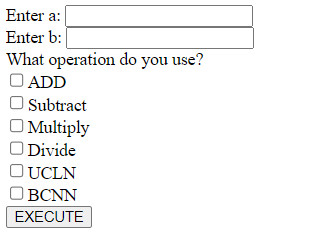 Enter a:
Enter b:
What operation do you use?
ADD
Subtract
Multiply
Divide
UCLN
BCNN
EXECUTE